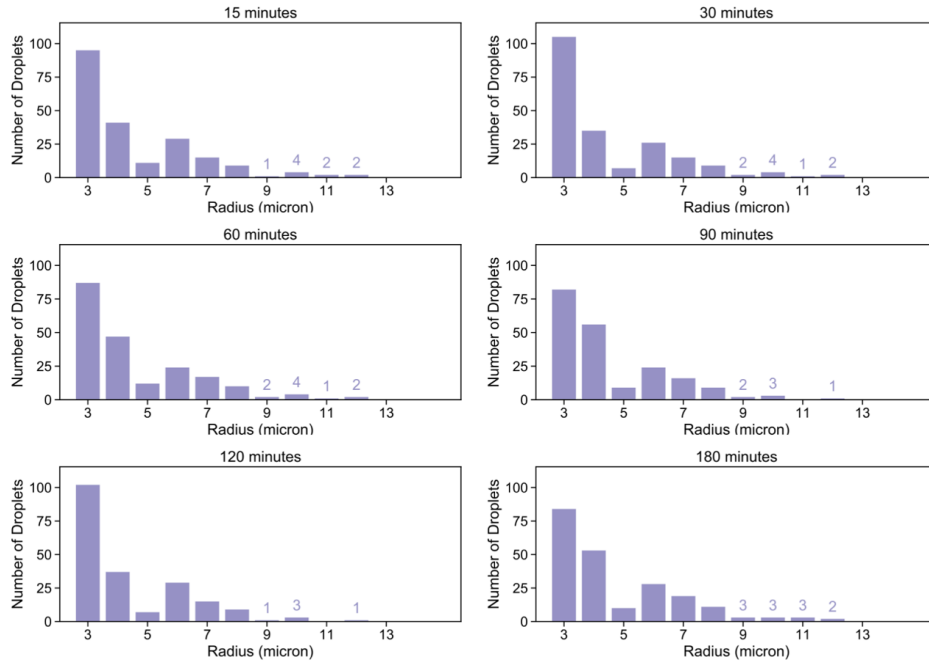 15 minutes
Number of Droplets
100
75
50
25
0
1 4 2 2
3 5 7 9 11 13
Radius (micron)
30 minutes
Number of Droplets
100
75
50
25
0
2 4 1 2
3 5 7 9 11 13
Radius (micron)
60 minutes
Number of Droplets
100
75
50
25
0
2 4 1 2
3 5 7 9 11 13
Radius (micron)
90 minutes
Number of Droplets
100
75
50
25
0
2 3 1
3 5 7 9 11 13
Radius (micron)
120 minutes
Number of Droplets
100
75
50
25
0
1 3 1
3 5 7 9 11 13
Radius (micron)
180 minutes
Number of Droplets
100
75
50
25
0
3 3 3 2
3 5 7 9 11 13
Radius (micron)